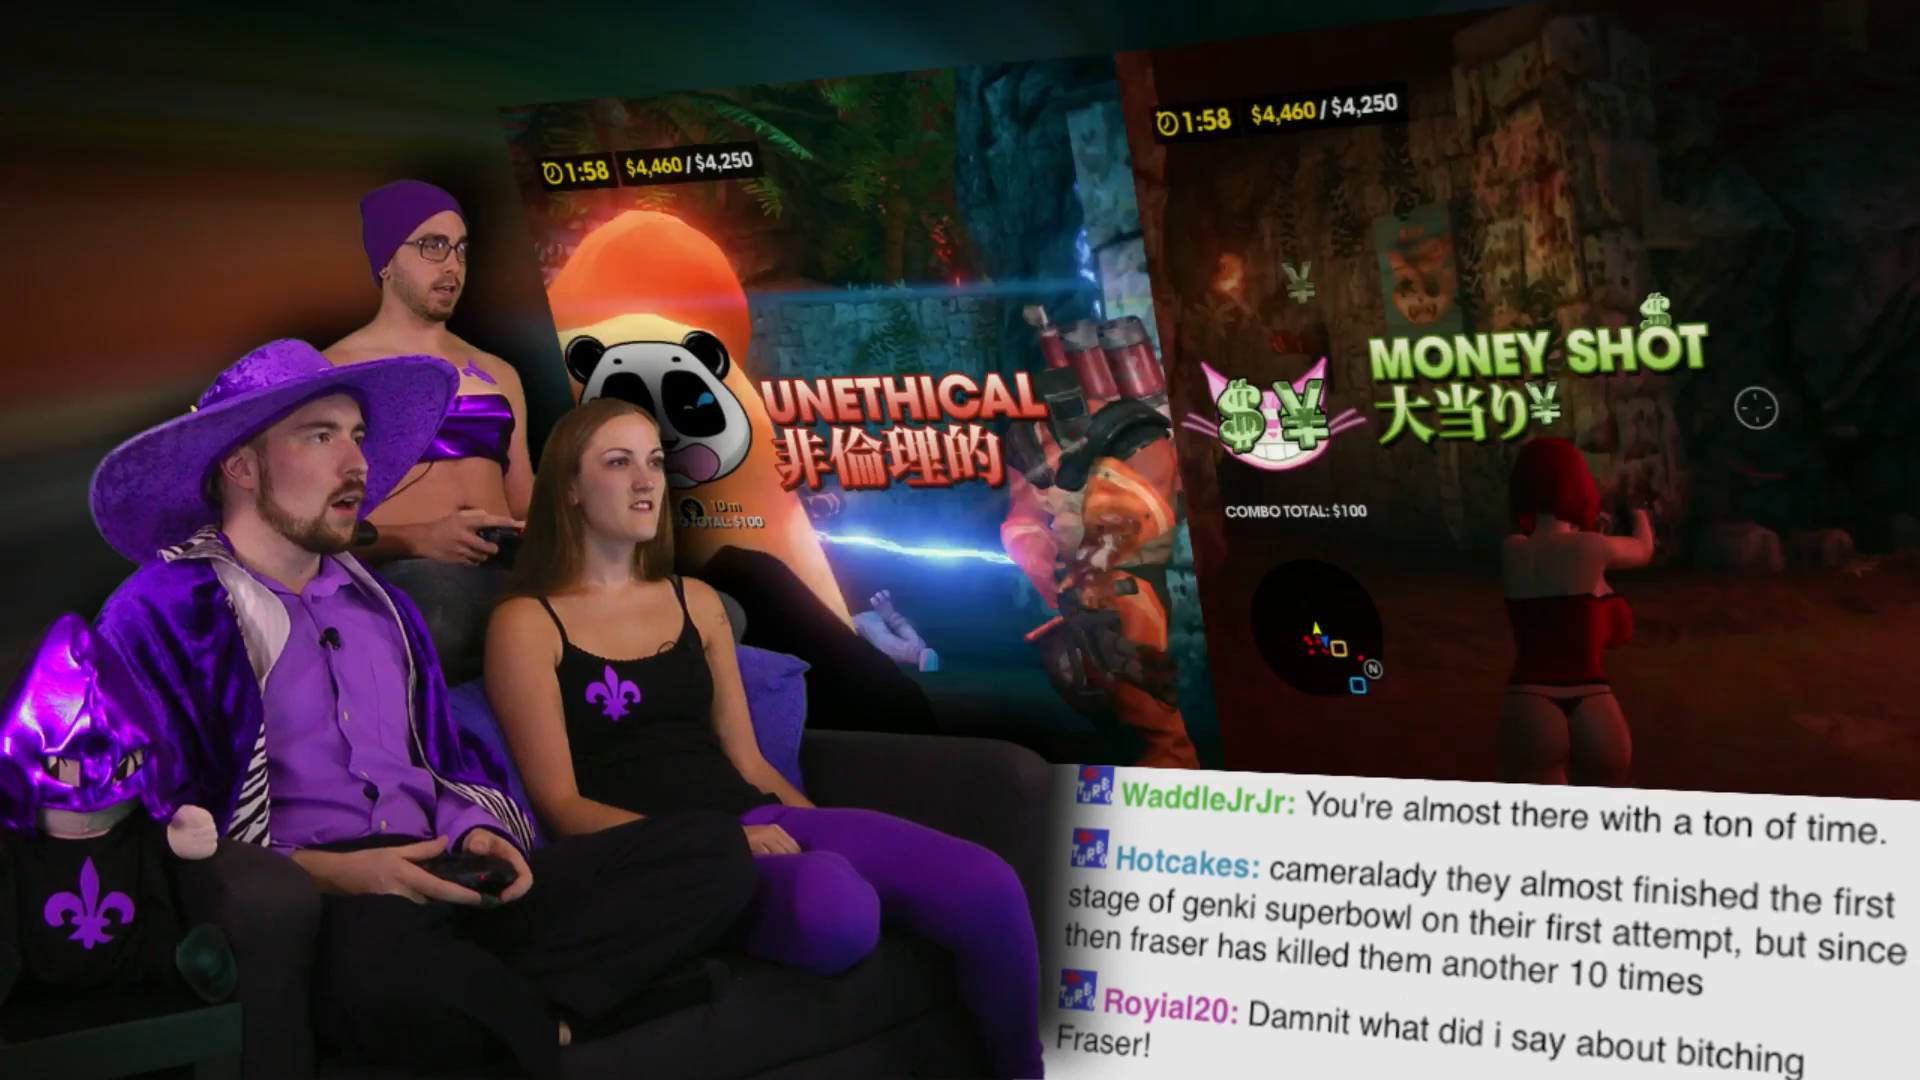 1:58 $4,460 / $4,250
UNETHICAL
非倫理的
10m
TOTAL: $100
1:58 $4,460 / $4,250
MONEY SHOT
大当り¥
COMBO TOTAL: $100
N
WaddleJrJr: You're almost there with a ton of time.
Hotcakes: cameralady they almost finished the first
stage of genki superbowl on their first attempt, but since
then fraser has killed them another 10 times
Royial20: Damnit what did i say about bitching
Fraser!